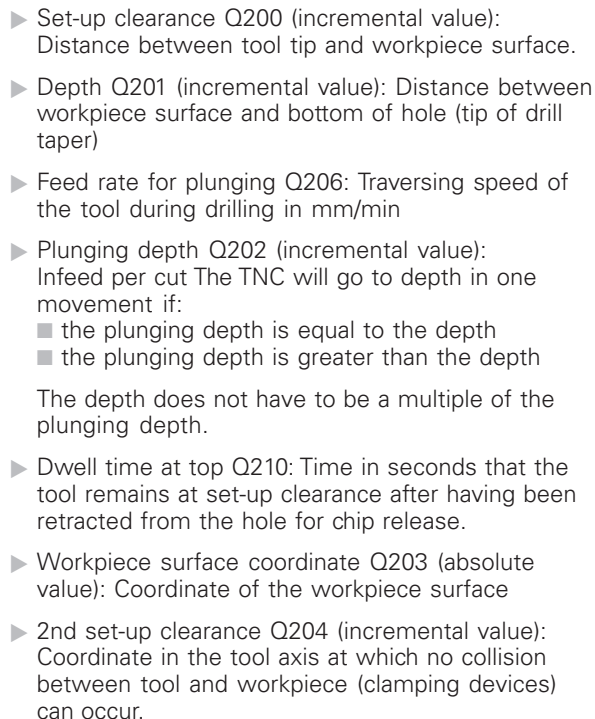 Set-up clearance Q200 (incremental value):
Distance between tool tip and workpiece surface.
Depth Q201 (incremental value): Distance between
workpiece surface and bottom of hole (tip of drill
taper)
Feed rate for plunging Q206: Traversing speed of
the tool during drilling in mm/min
Plunging depth Q202 (incremental value):
Infeed per cut The TNC will go to depth in one
movement if:
the plunging depth is equal to the depth
the plunging depth is greater than the depth
The depth does not have to be a multiple of the
plunging depth.
Dwell time at top Q210: Time in seconds that the
tool remains at set-up clearance after having been
retracted from the hole for chip release.
Workpiece surface coordinate Q203 (absolute
value): Coordinate of the workpiece surface
2nd set-up clearance Q204 (incremental value):
Coordinate in the tool axis at which no collision
between tool and workpiece (clamping devices)
can occur.